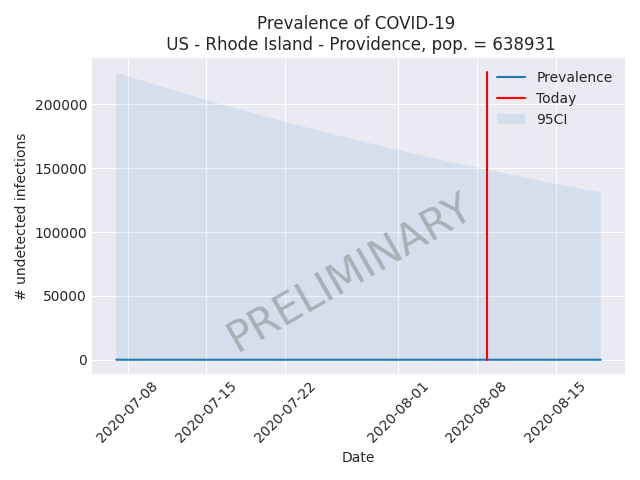 Prevalence of COVID-19
US - Rhode Island - Providence, pop. = 638931
Prevalence
Today
95CI
200000
150000
100000
50000
0
# undetected infections
PRELIMINARY
2020-07-08
2020-07-15
2020-07-22
2020-08-01
2020-08-08
2020-08-15
Date